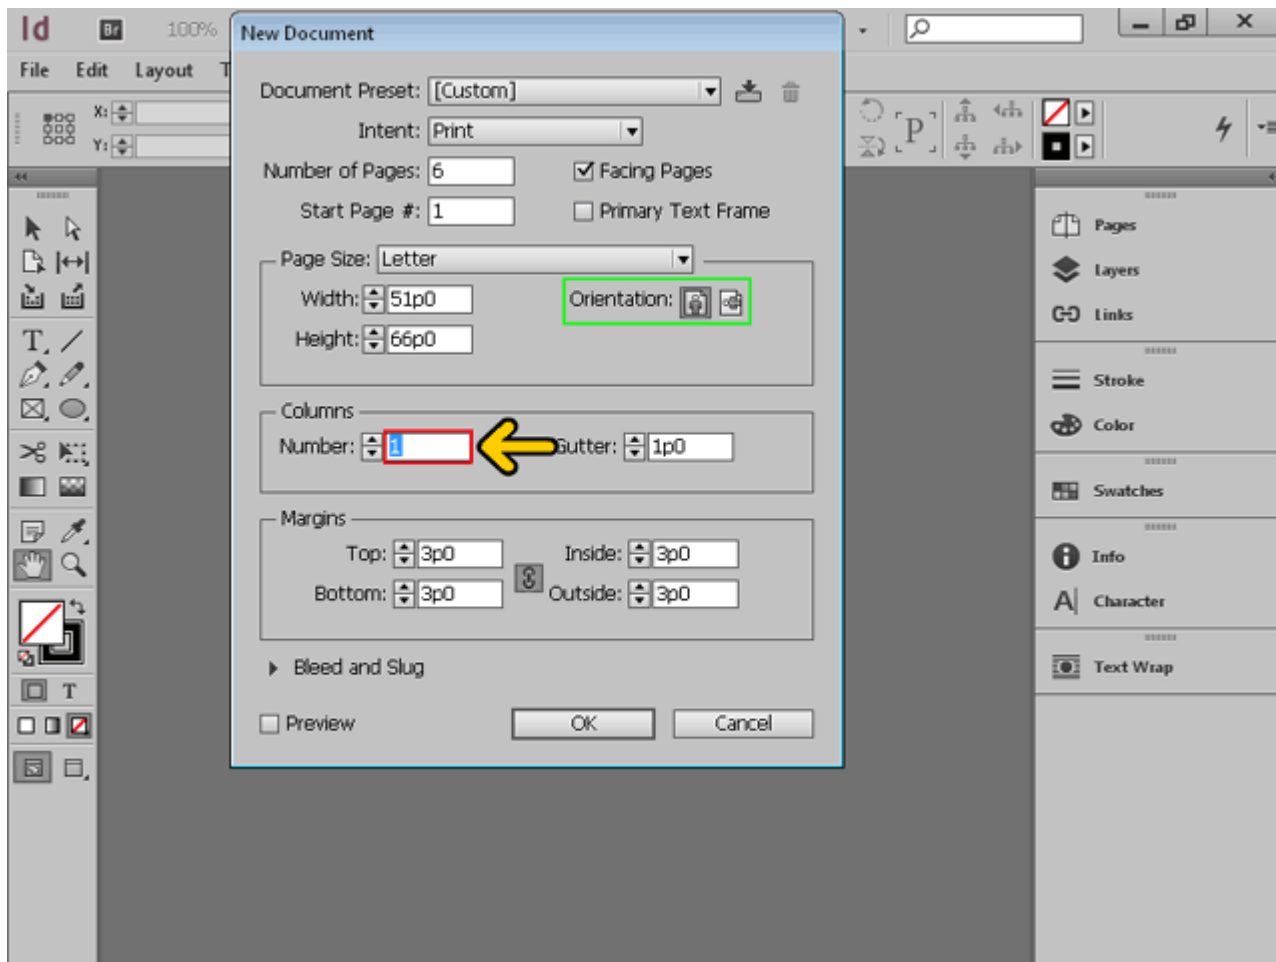 Id Br 100%
New Document
File Edit Layout T
X:
Y:
Document Preset: [Custom]
Intent: Print
Number of Pages: 6
Facing Pages
Start Page #: 1
Primary Text Frame
Page Size: Letter
Width: 51p0
Orientation:
Height: 66p0
Columns
Number: 1
Gutter: 1p0
Margins
Top: 3p0
Inside: 3p0
Bottom: 3p0
Outside: 3p0
Bleed and Slug
Preview
OK
Cancel
P
Pages
Layers
Links
Stroke
Color
Swatches
Info
Character
Text Wrap